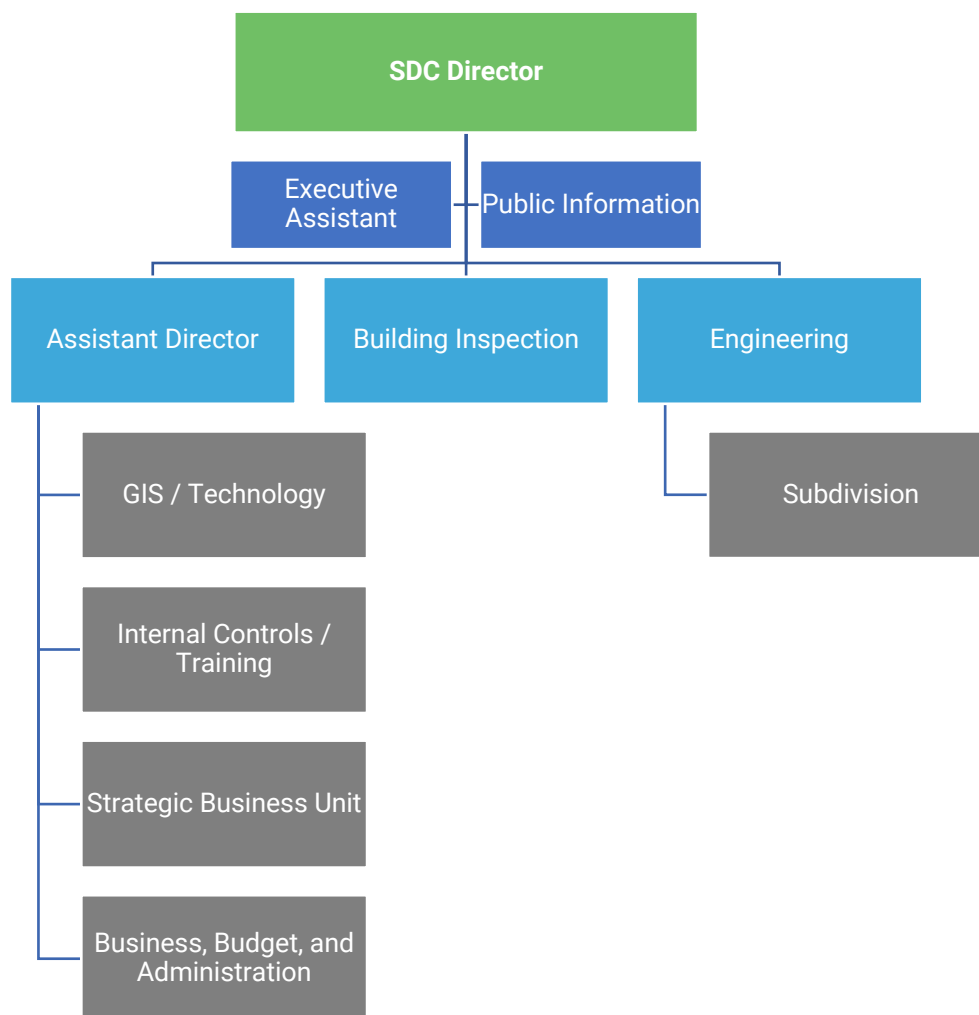 SDC Director
Executive
Assistant
Public Information
Assistant Director
Building Inspection
Engineering
GIS / Technology
Subdivision
Internal Controls /
Training
Strategic Business Unit
Business, Budget, and
Administration